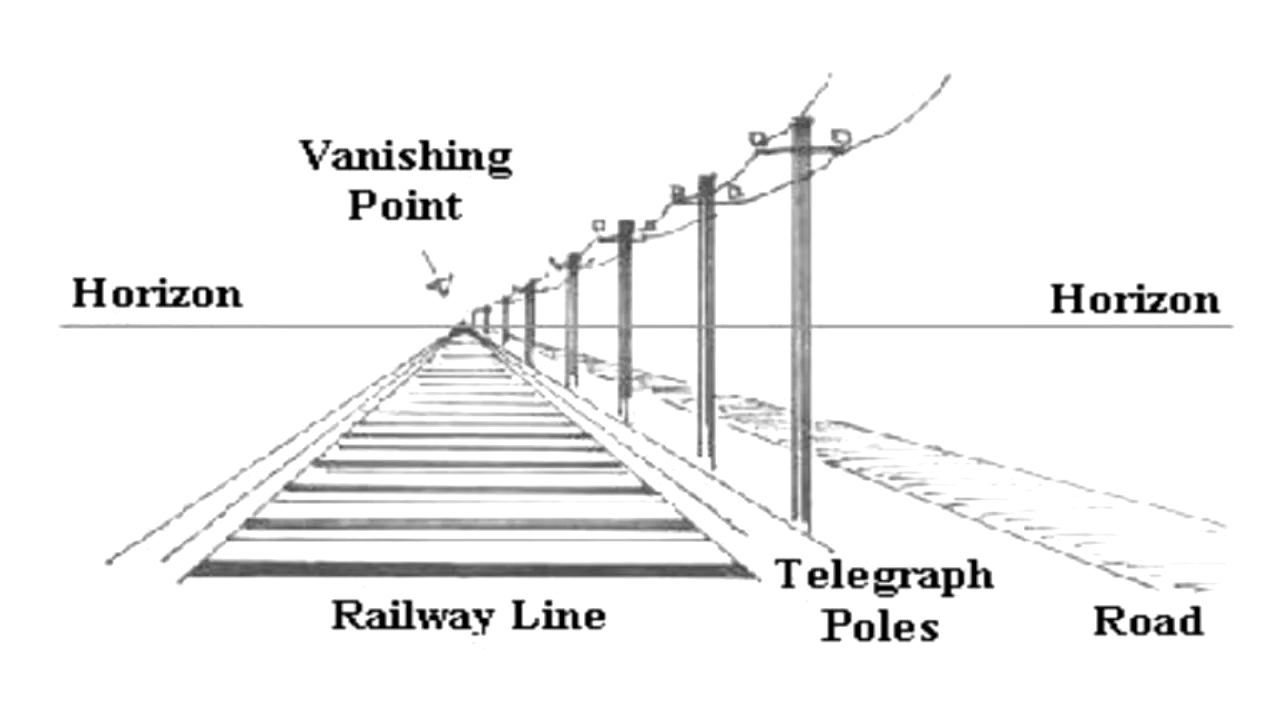 Vanishing
Point
Horizon
Horizon
Telegraph
Poles
Railway Line
Road